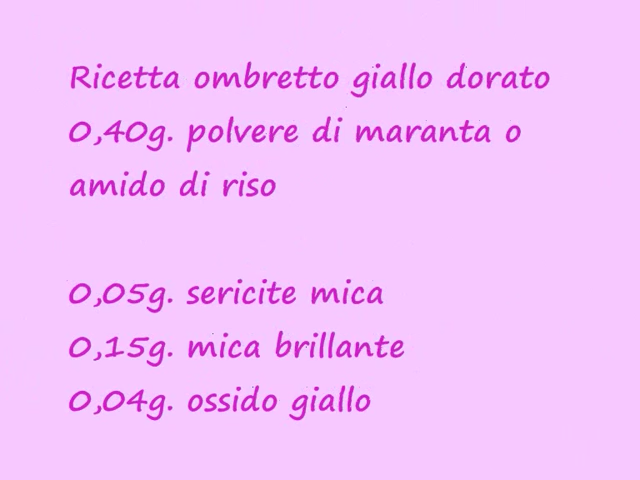 Ricetta ombretto giallo dorato
0,40g. polvere di maranta o
amido di riso
0,05g. sericite mica
0,15g. mica brillante
0,04g. ossido giallo